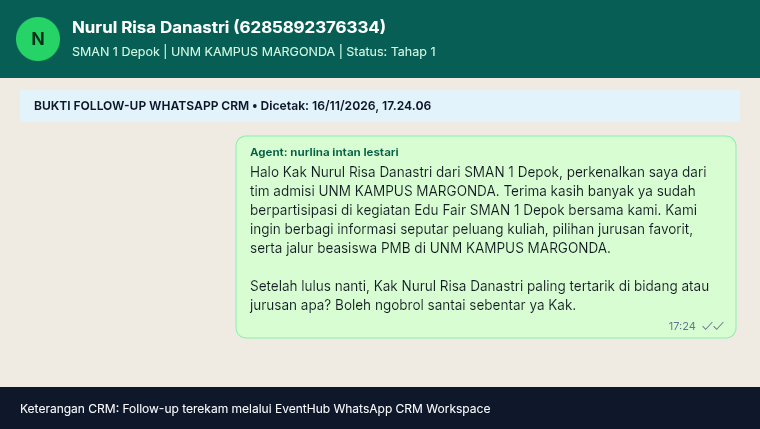 N
Nurul Risa Danastri (6285892376334)
SMAN 1 Depok | UNM KAMPUS MARGONDA | Status: Tahap 1
BUKTI FOLLOW-UP WHATSAPP CRM • Dicetak: 16/11/2026, 17.24.06
Agent: nurlina intan lestari
Halo Kak Nurul Risa Danastri dari SMAN 1 Depok, perkenalkan saya dari
tim admisi UNM KAMPUS MARGONDA. Terima kasih banyak ya sudah
berpartisipasi di kegiatan Edu Fair SMAN 1 Depok bersama kami. Kami
ingin berbagi informasi seputar peluang kuliah, pilihan jurusan favorit,
serta jalur beasiswa PMB di UNM KAMPUS MARGONDA.
Setelah lulus nanti, Kak Nurul Risa Danastri paling tertarik di bidang atau
jurusan apa? Boleh ngobrol santai sebentar ya Kak.
17:24
Keterangan CRM: Follow-up terekam melalui EventHub WhatsApp CRM Workspace